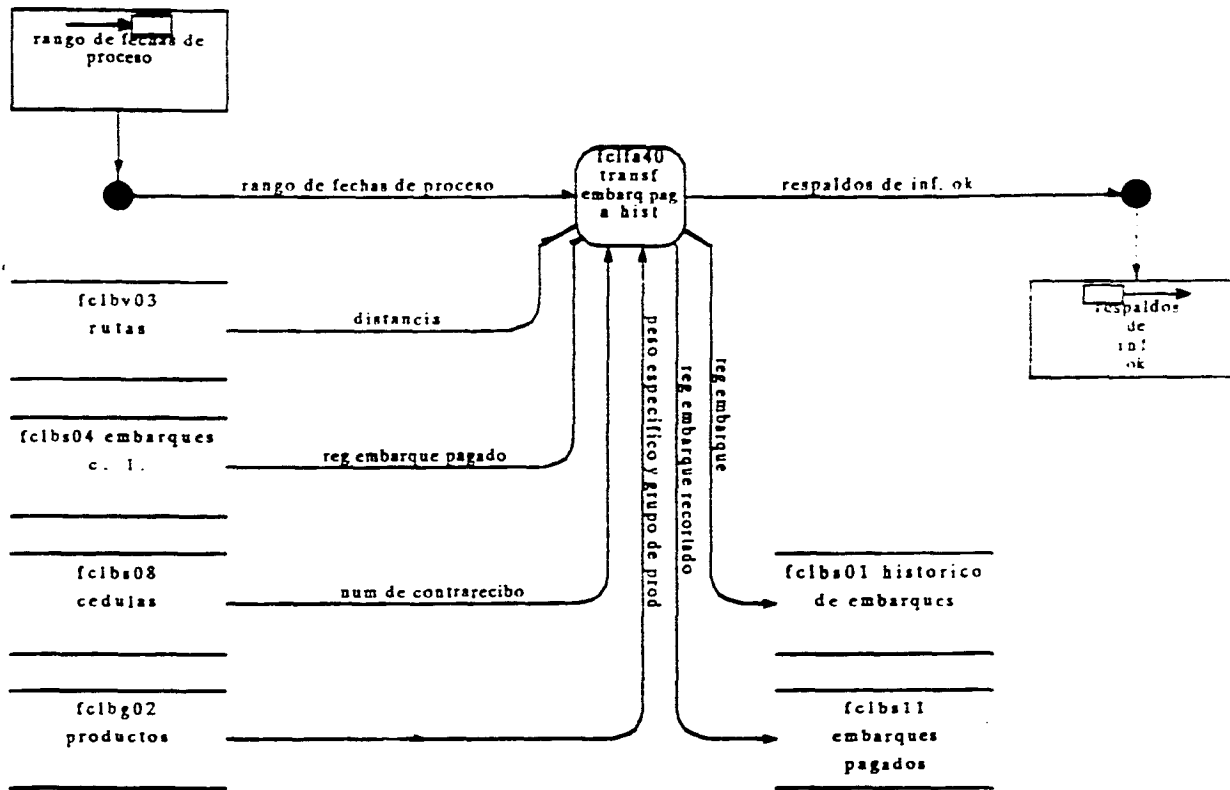 rango de fechas de
proceso
fclfa40
transf
embarq pag
a hist
rango de fechas de proceso
respaldos de inf. ok
fclbv03
rutas
distancia
respaldos
de
inf
ok
fclbs04 embarques
c. l.
reg embarque pagado
peso especifico y grupo de prod
reg embarque recortado
reg embarque
fclbs08
cedulas
num de contrarecibo
fclbs01 historico
de embarques
fclbg02
productos
fclbs11
embarques
pagados